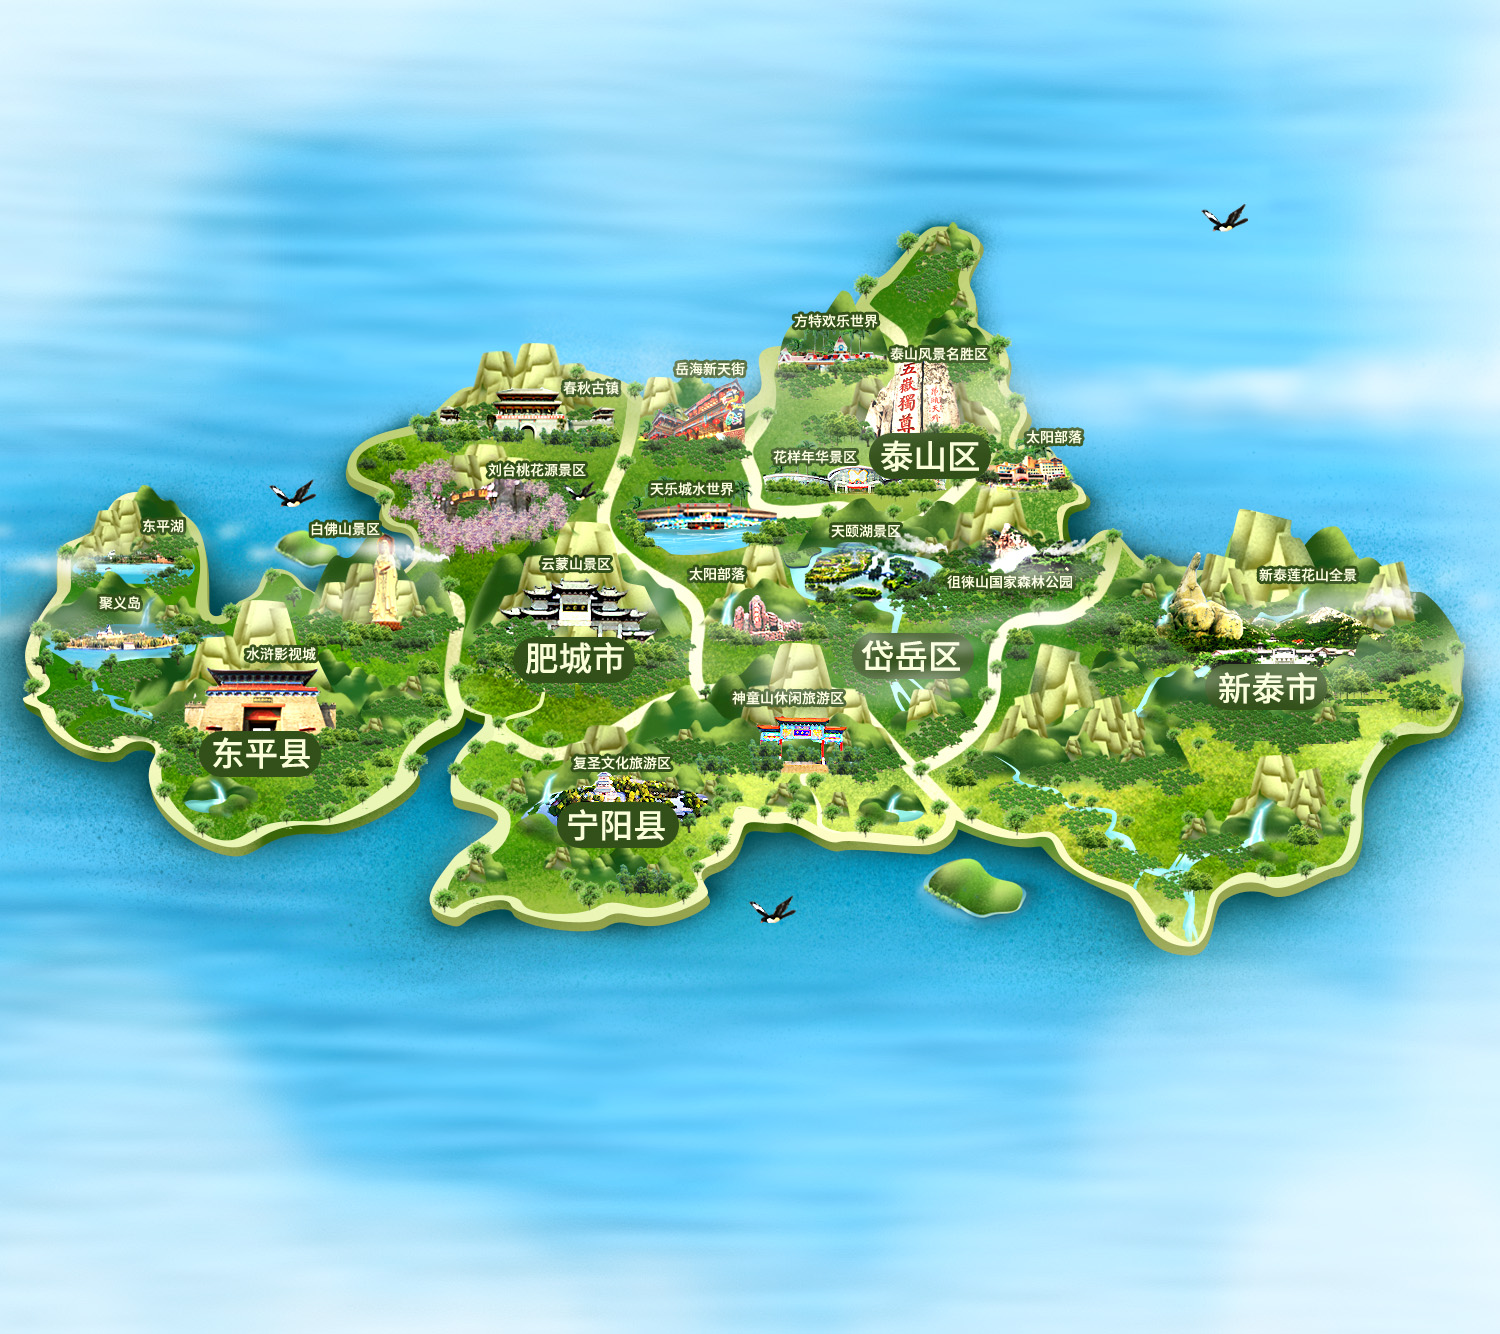 方特欢乐世界
泰山风景名胜区
五嶽獨尊
岳海新天街
春秋古镇
太阳部落
花样年华景区
泰山区
刘台桃花源景区
天乐城水世界
东平湖
白佛山景区
天颐湖景区
云蒙山景区
太阳部落
徂徕山国家森林公园
新泰莲花山全景
聚义岛
水浒影视城
肥城市
岱岳区
新泰市
神童山休闲旅游区
东平县
复圣文化旅游区
宁阳县